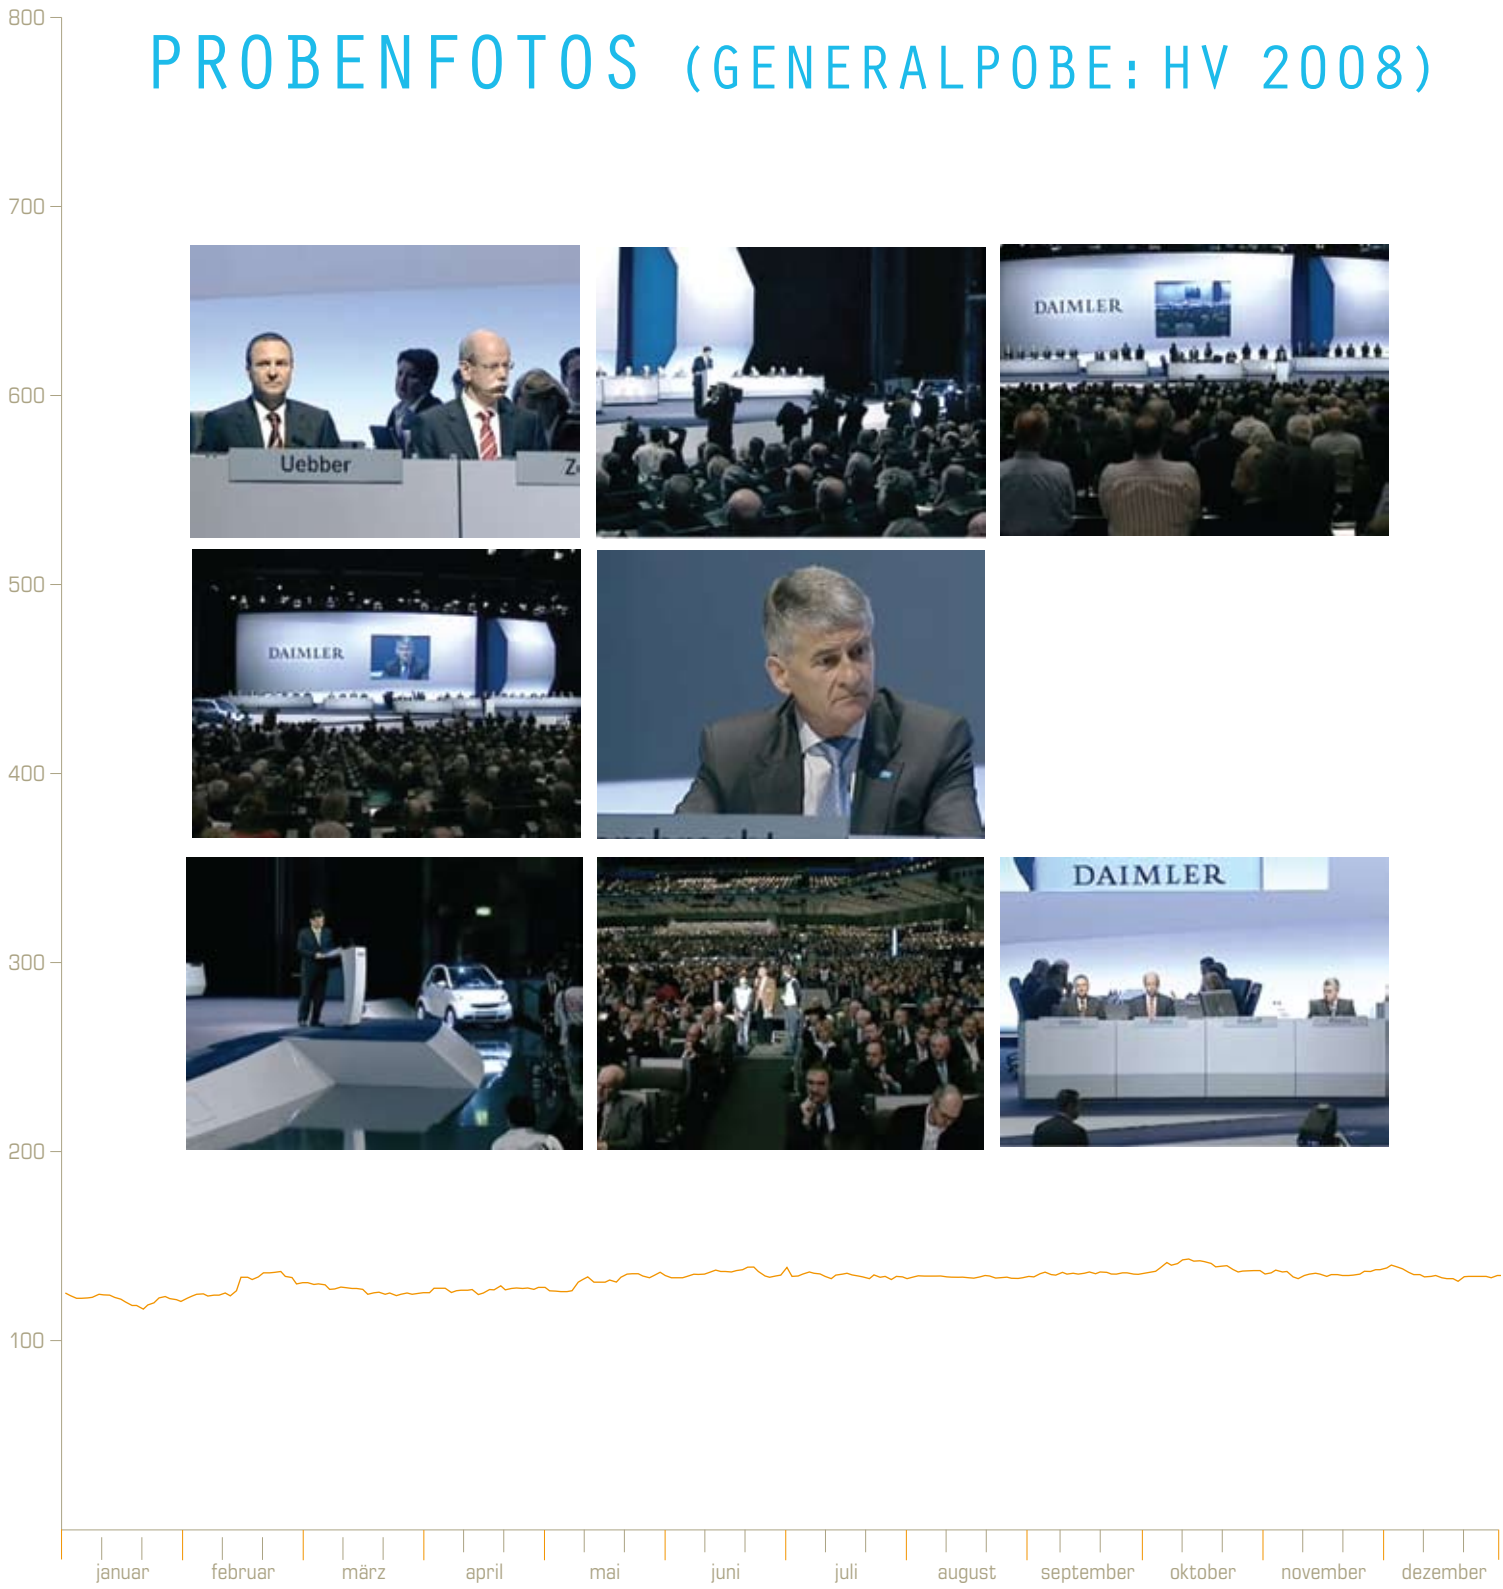 800
PROBENFOTOS (GENERALPOBE: HV 2008)
700
600
500
400
300
200
100
Uebber
Z
DAIMLER
DAIMLER
DAIMLER
januar februar märz april mai juni juli august september oktober november dezember